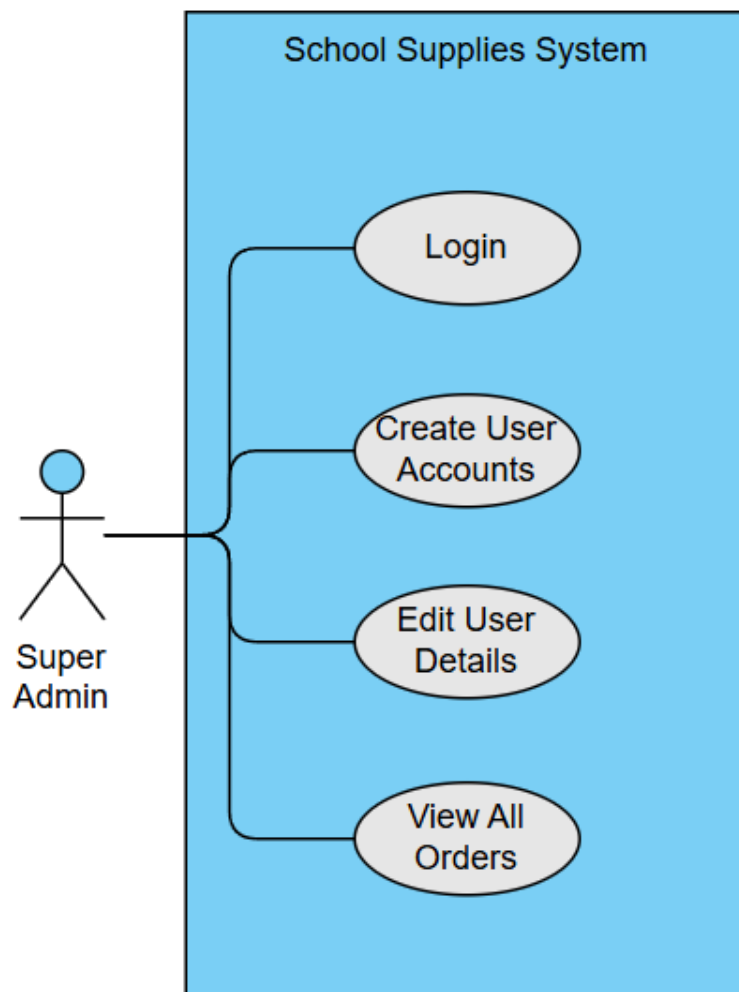 School Supplies System
Login
Create User
Accounts
Edit User
Details
Super
Admin
View All
Orders